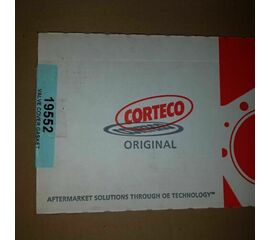 19552
VALVE COVER GASKET
CORTECO
ORIGINAL
AFTERMARKET SOLUTIONS THROUGH OE TECHNOLOGY™